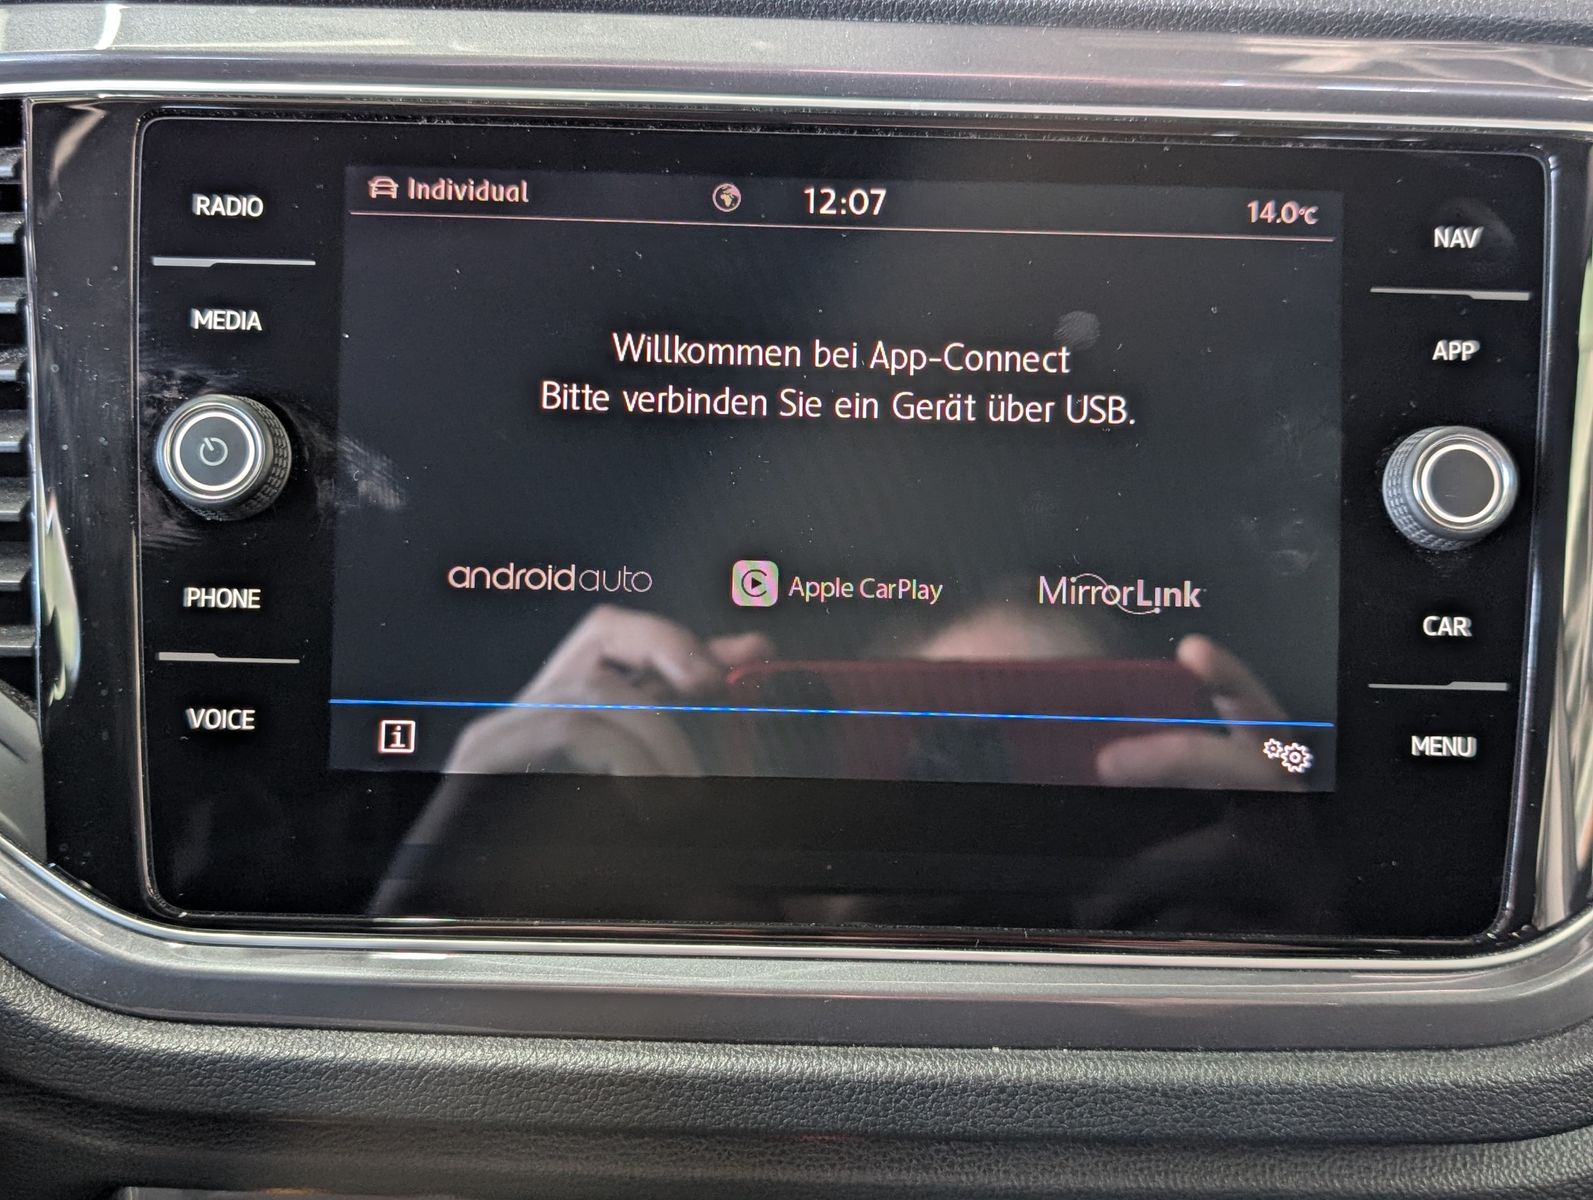 Individual 12:07 14.0°C
RADIO
MEDIA
PHONE
VOICE
Willkommen bei App-Connect
Bitte verbinden Sie ein Gerät über USB.
androidauto Apple CarPlay MirrorLink
i
NAV
APP
CAR
MENU